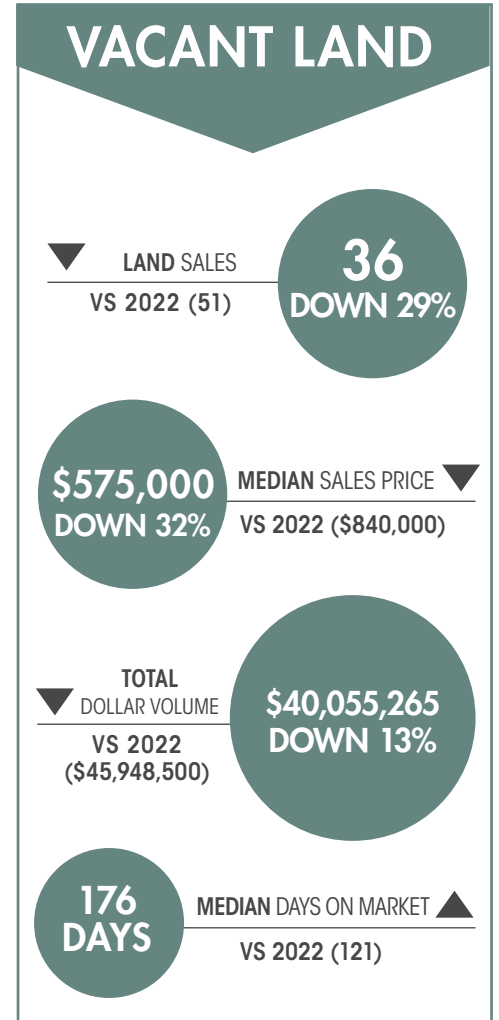 VACANT LAND
LAND SALES
VS 2022 (51)
36
DOWN 29%
$575,000
DOWN 32%
MEDIAN SALES PRICE
VS 2022 ($840,000)
TOTAL
DOLLAR VOLUME
VS 2022
($45,948,500)
$40,055,265
DOWN 13%
176
DAYS
MEDIAN DAYS ON MARKET
VS 2022 (121)